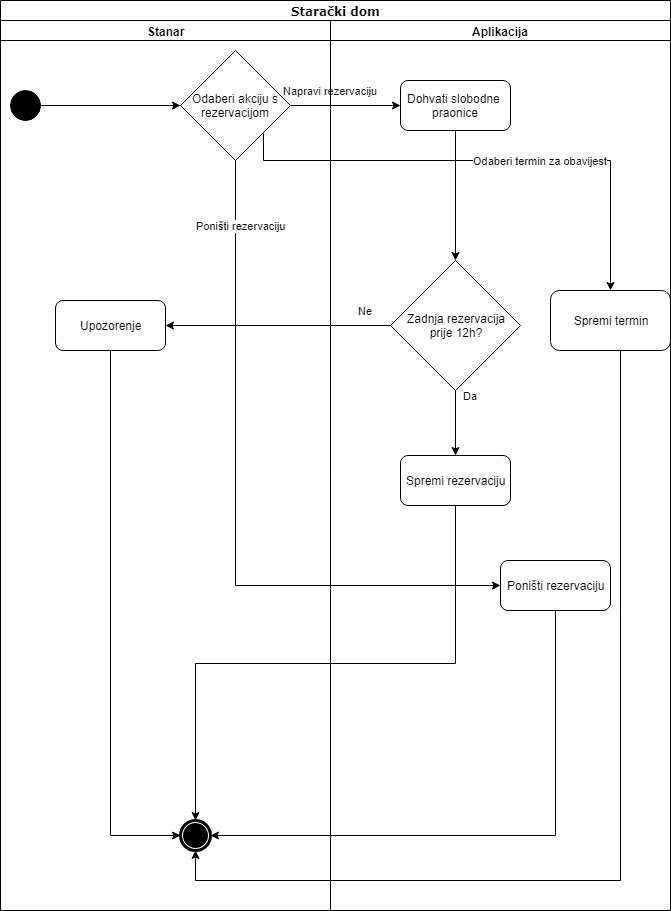 Starački dom
Stanar
Aplikacija
Odaberi akciju s
rezervacijom
Napravi rezervaciju
Dohvati slobodne
praonice
Odaberi termin za obavijest
Poništi rezervaciju
Upozorenje
Ne
Zadnja rezervacija
prije 12h?
Spremi termin
Da
Spremi rezervaciju
Poništi rezervaciju